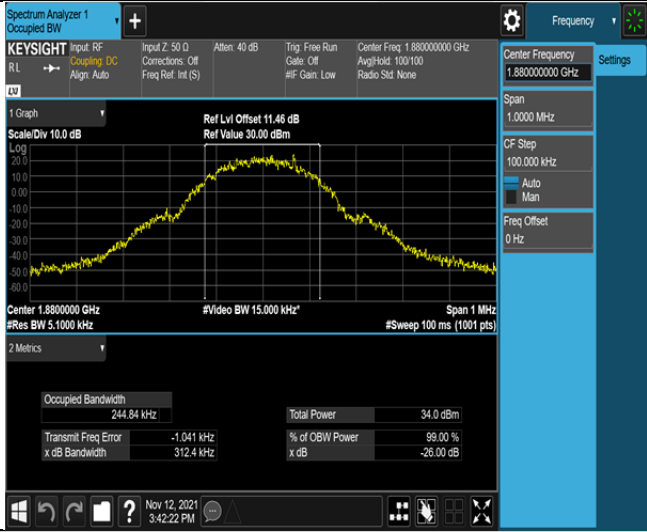 Spectrum Analyzer 1
Occupied BW
Frequency
KEYSIGHT
RL
Input: RF
Coupling: DC
Align: Auto
Input Z: 50 Ω
Corrections: Off
Freq Ref: Int (S)
Atten: 40 dB
Trig: Free Run
Gate: Off
#IF Gain: Low
Center Freq: 1.880000000 GHz
Avg|Hold: 100/100
Radio Std: None
LXI
Center Frequency
1.880000000 GHz
Settings
Span
1.0000 MHz
CF Step
100.000 kHz
Auto
Man
Freq Offset
0 Hz
1 Graph
Scale/Div 10.0 dB
Ref Lvl Offset 11.46 dB
Ref Value 30.00 dBm
Log
20.0
10.0
0.00
-10.0
-20.0
-30.0
-40.0
-50.0
-60.0
Center 1.8800000 GHz
#Video BW 15.000 kHz*
Span 1 MHz
#Res BW 5.1000 kHz
#Sweep 100 ms (1001 pts)
2 Metrics
Occupied Bandwidth
244.84 kHz
Total Power 34.0 dBm
Transmit Freq Error -1.041 kHz
% of OBW Power 99.00 %
x dB Bandwidth 312.4 kHz
x dB -26.00 dB
?
Nov 12, 2021
3:42:22 PM